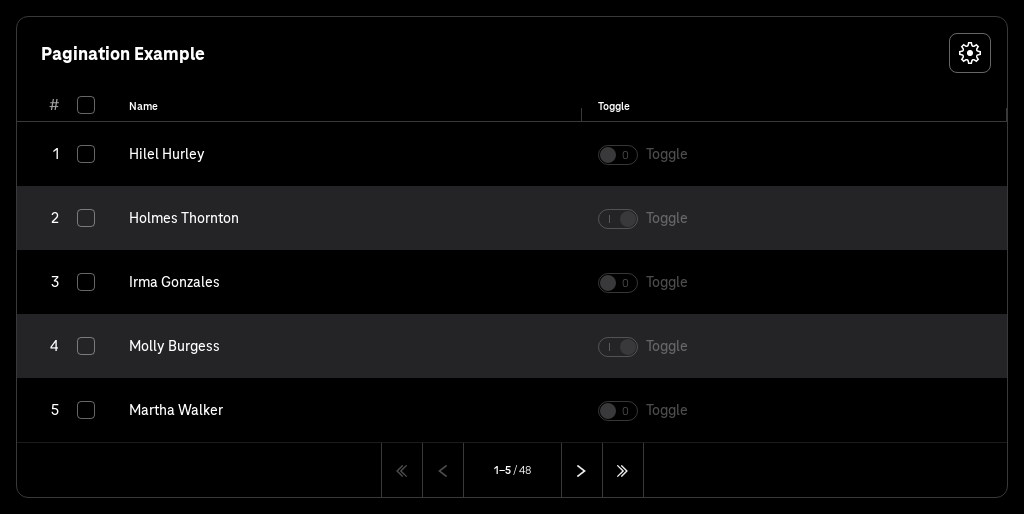 Pagination Example
# Name Toggle
1 Hilel Hurley 0 Toggle
2 Holmes Thornton I Toggle
3 Irma Gonzales 0 Toggle
4 Molly Burgess I Toggle
5 Martha Walker 0 Toggle
1–5 / 48